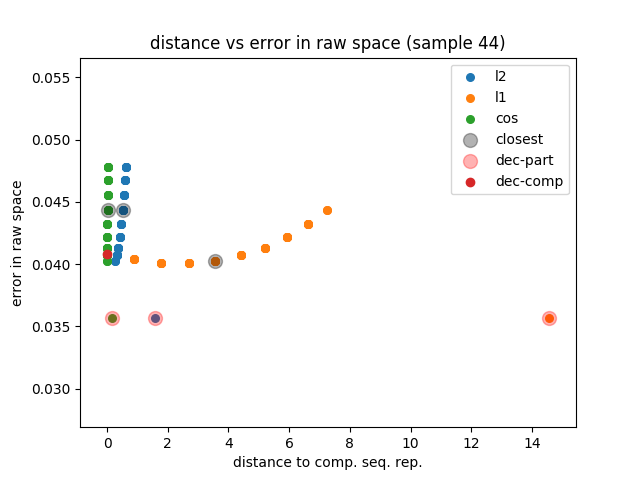 distance vs error in raw space (sample 44)
0.055
0.050
0.045
0.040
0.035
0.030
error in raw space
l2
l1
cos
closest
dec-part
dec-comp
0 2 4 6 8 10 12 14
distance to comp. seq. rep.